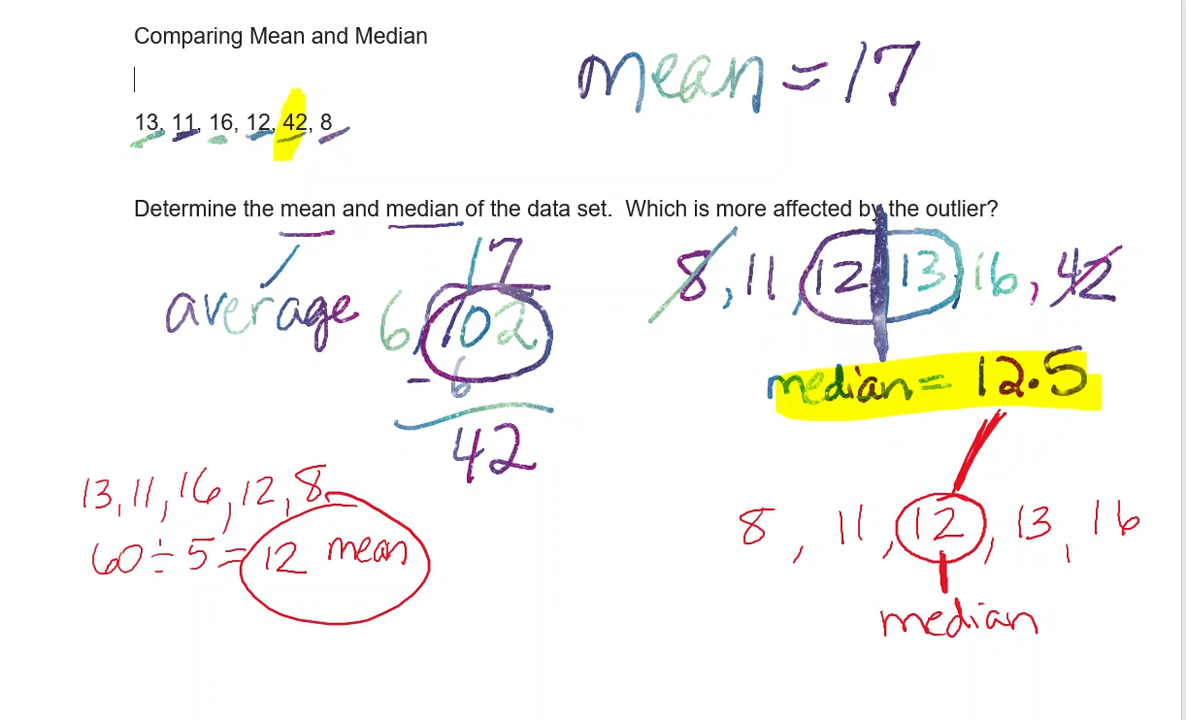 Comparing Mean and Median
mean = 17
13, 11, 16, 12, 42, 8
Determine the mean and median of the data set.  Which is more affected by the outlier?
average
17
6 102
- 6
42
8, 11, 12 13, 16, 42
median = 12.5
13, 11, 16, 12, 8
60 ÷ 5 = 12 mean
8, 11, 12, 13, 16
median